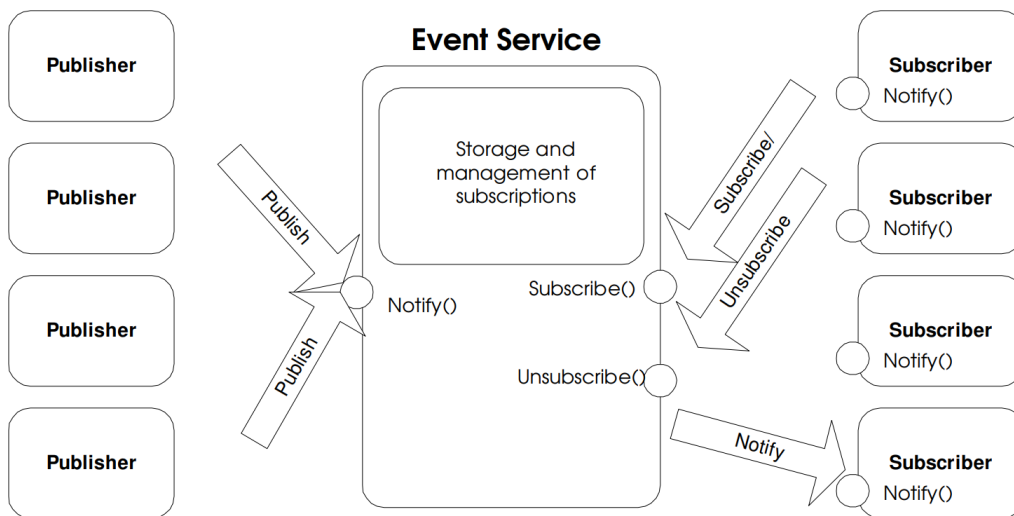 Event Service
Publisher
Publisher
Publisher
Publisher
Storage and
management of
subscriptions
Publish
Publish
Notify()
Subscribe()
Unsubscribe()
Subscribe/
Unsubscribe
Notify
Subscriber
Notify()
Subscriber
Notify()
Subscriber
Notify()
Subscriber
Notify()